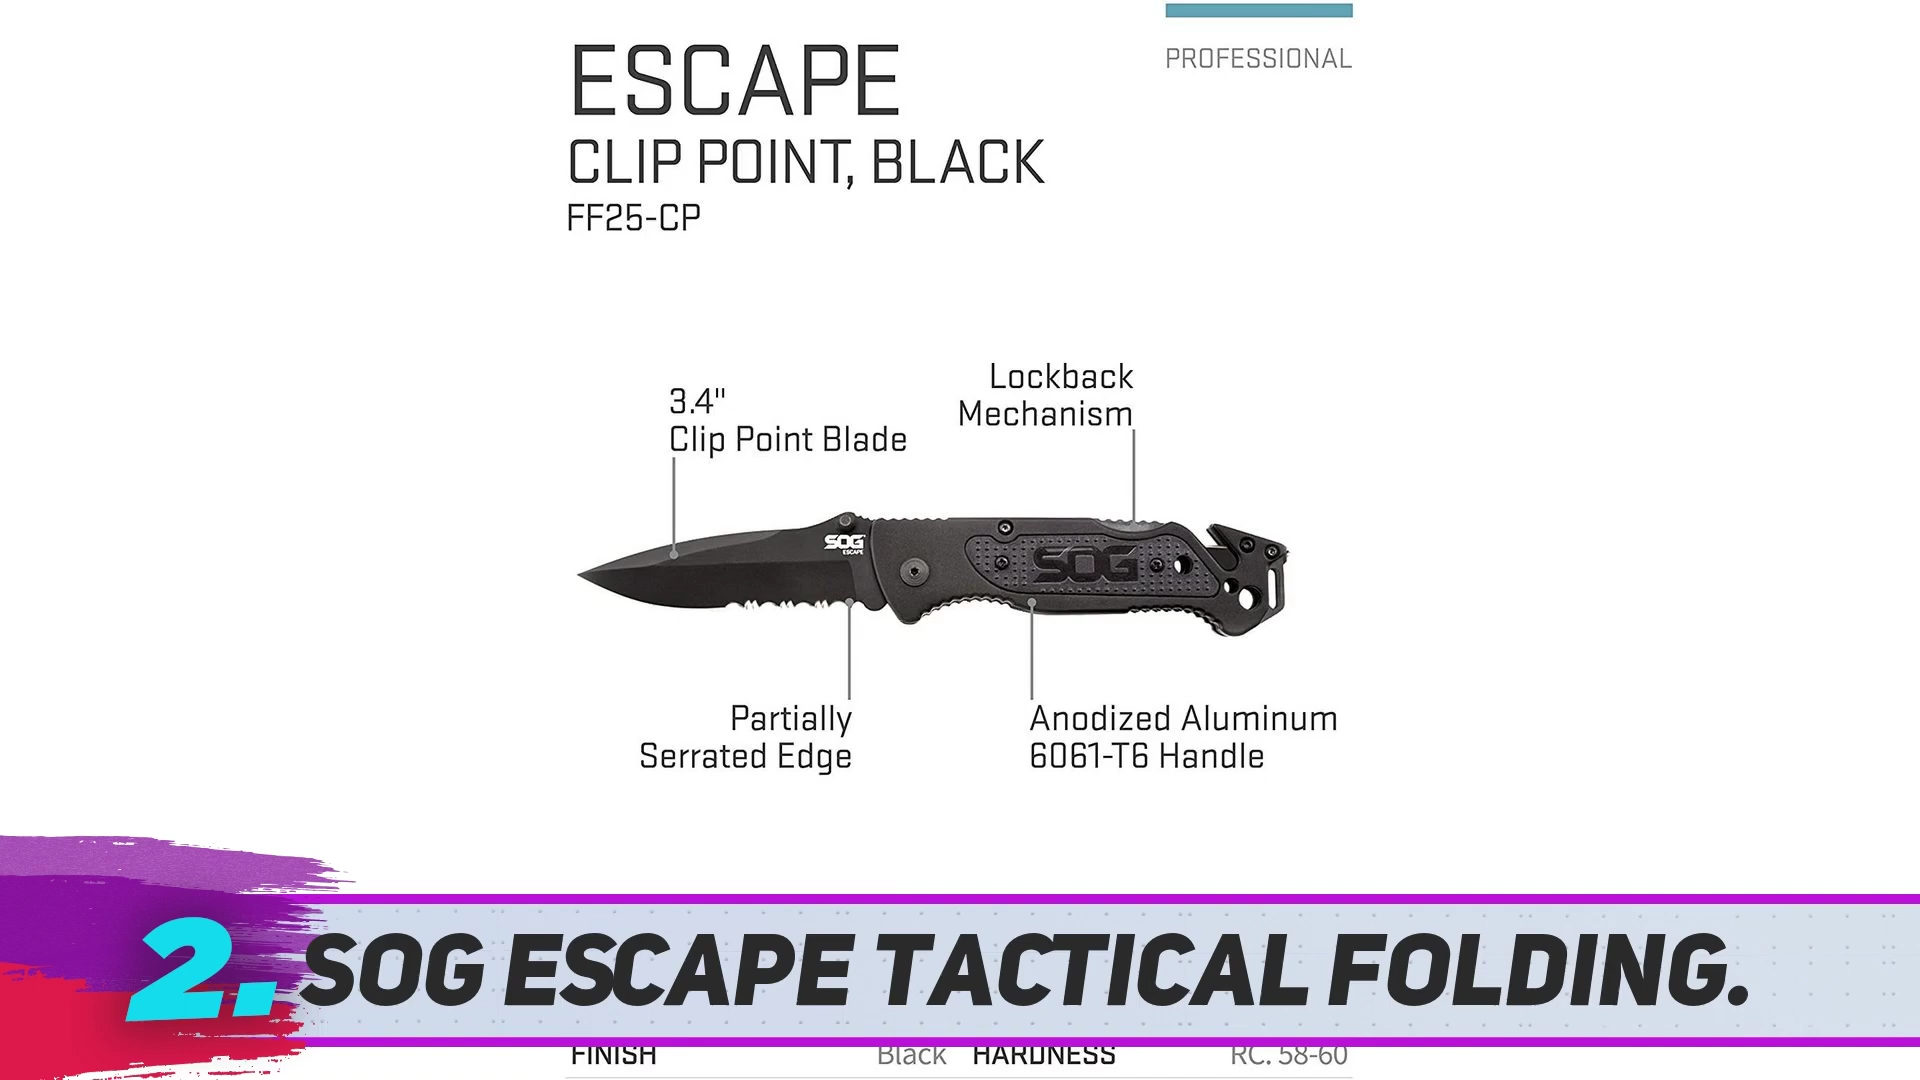 ESCAPE
PROFESSIONAL
CLIP POINT, BLACK
FF25-CP
Lockback
Mechanism
3.4"
Clip Point Blade
SOG
ESCAPE
SOG
Partially
Serrated Edge
Anodized Aluminum
6061-T6 Handle
2. SOG ESCAPE TACTICAL FOLDING.
FINISH Black HARDNESS RC. 58-60